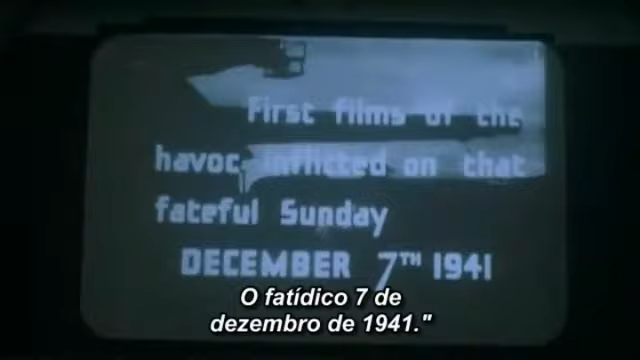 First films of the
havoc inflicted on that
fateful Sunday
DECEMBER 7TH 1941
O fatídico 7 de
dezembro de 1941."